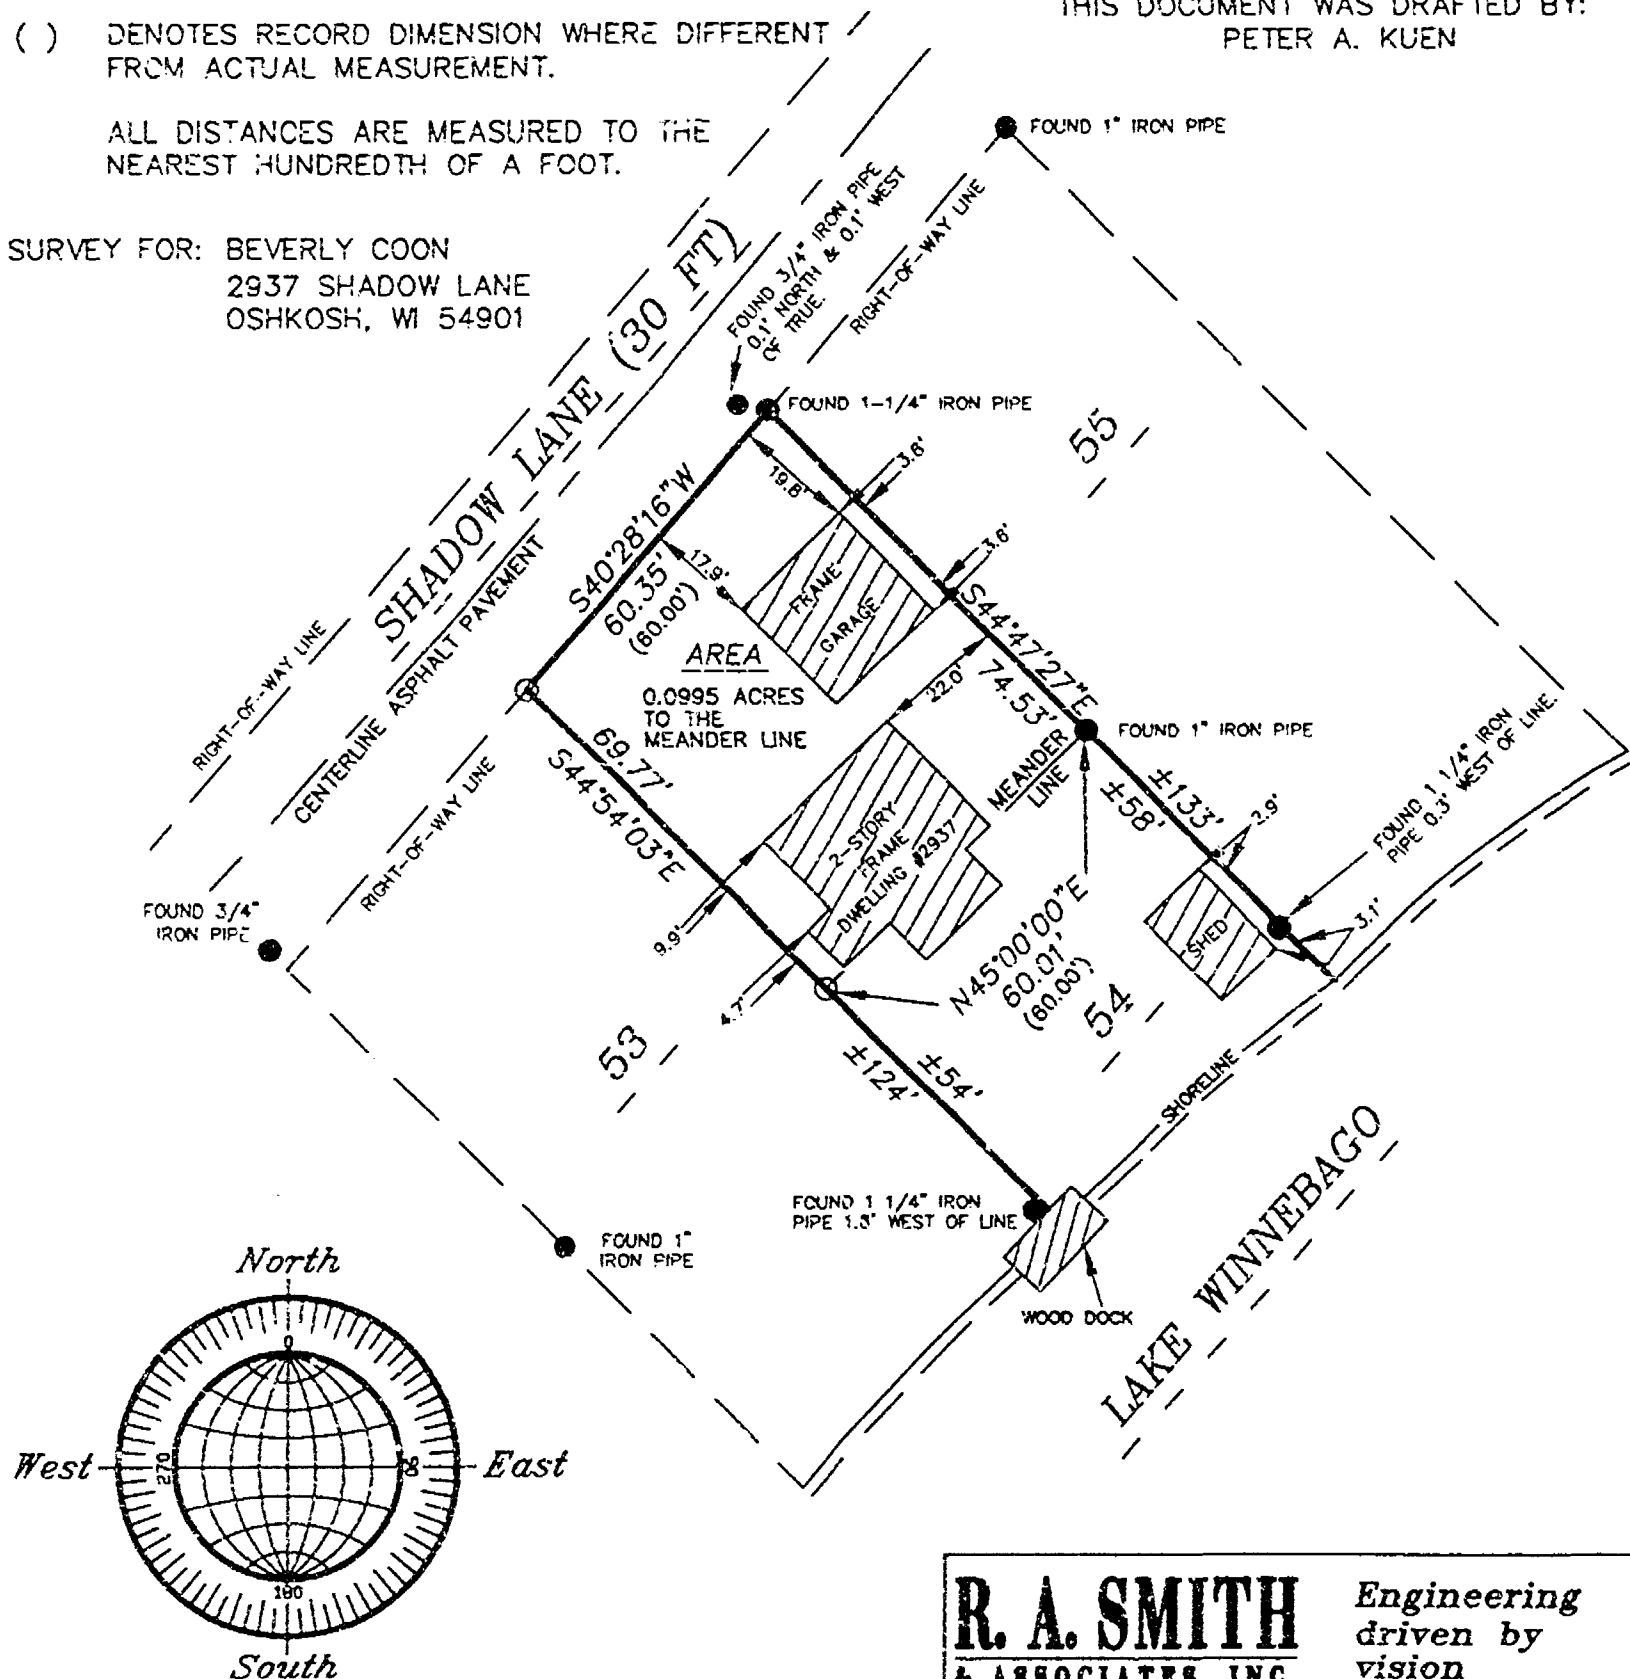 THIS DOCUMENT WAS DRAFTED BY:
PETER A. KUEN
( ) DENOTES RECORD DIMENSION WHERE DIFFERENT
FROM ACTUAL MEASUREMENT.
ALL DISTANCES ARE MEASURED TO THE
NEAREST HUNDREDTH OF A FOOT.
SURVEY FOR: BEVERLY COON
2937 SHADOW LANE
OSHKOSH, WI 54901
FOUND 1" IRON PIPE
FOUND 3/4" IRON PIPE
0.1' NORTH & 0.1' WEST
OF TRUE.
RIGHT-OF-WAY LINE
SHADOW LANE (30 FT)
FOUND 1-1/4" IRON PIPE
55
3.6'
19.8'
S40°28'16"W
60.35'
(60.00')
17.9'
FRAME
GARAGE
3.6'
S44°47'27"E
74.53'
CENTERLINE ASPHALT PAVEMENT
RIGHT-OF-WAY LINE
AREA
0.0995 ACRES
TO THE
MEANDER LINE
22.0'
FOUND 1" IRON PIPE
MEANDER
LINE
±133'
±58'
2.9'
FOUND 1 1/4" IRON
PIPE 0.3' WEST OF LINE.
69.77'
S44°54'03"E
RIGHT-OF-WAY LINE
2-STORY
FRAME
DWELLING #2937
FOUND 3/4"
IRON PIPE
9.9'
4.7'
N45°00'00"E
60.01'
(60.00')
SHED
3.1'
54
53
±54'
±124'
SHORELINE
FOUND 1 1/4" IRON
PIPE WEST OF LINE
FOUND 1"
IRON PIPE
WOOD DOCK
LAKE WINNEBAGO
North
0
West
270
90
East
180
South
R. A. SMITH
& ASSOCIATES, INC.
Engineering
driven by
vision